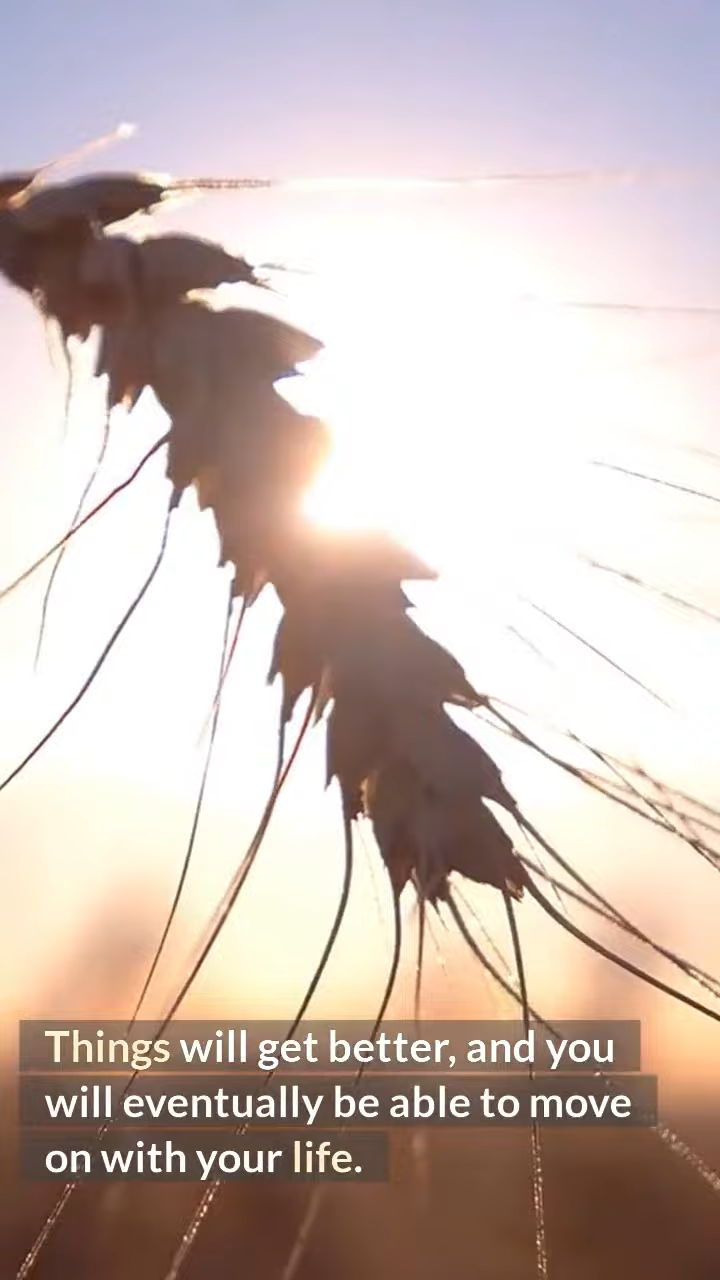 Things will get better, and you
will eventually be able to move
on with your life.